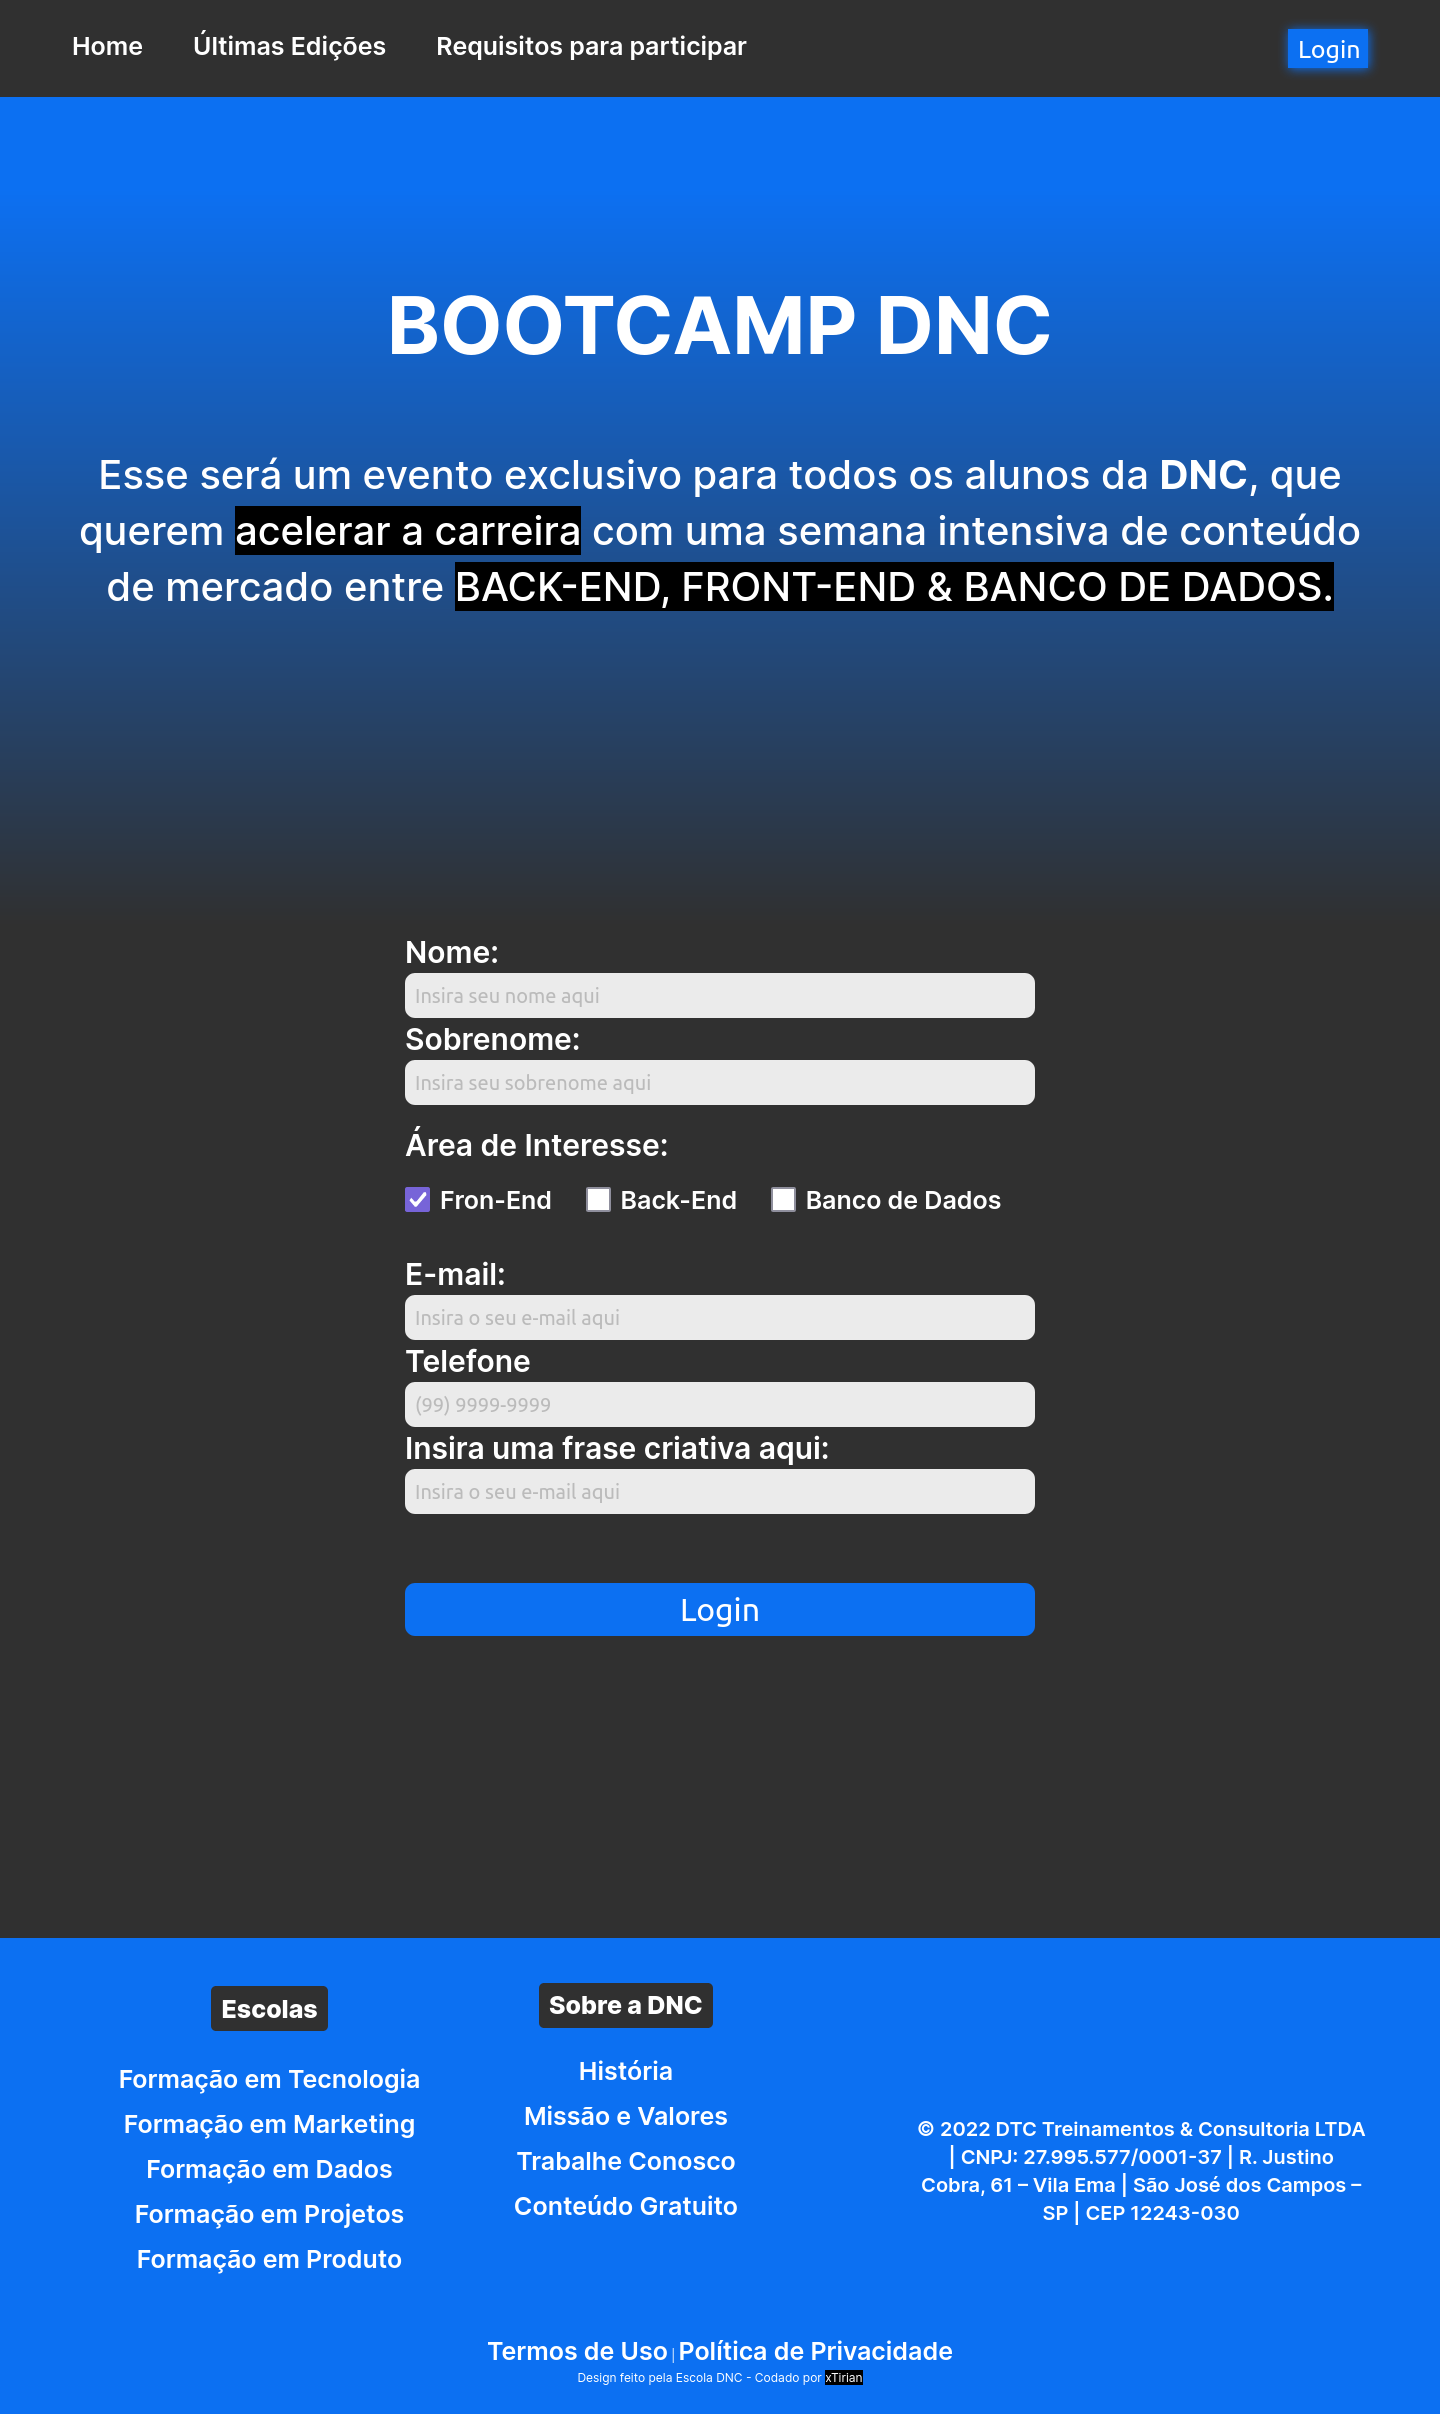 Home Últimas Edições Requisitos para participar Login
BOOTCAMP DNC
Esse será um evento exclusivo para todos os alunos da DNC, que
querem acelerar a carreira com uma semana intensiva de conteúdo
de mercado entre BACK-END, FRONT-END & BANCO DE DADOS.
Nome:
Insira seu nome aqui
Sobrenome:
Insira seu sobrenome aqui
Área de Interesse:
Fron-End Back-End Banco de Dados
E-mail:
Insira o seu e-mail aqui
Telefone
(99) 9999-9999
Insira uma frase criativa aqui:
Insira o seu e-mail aqui
Login
Escolas
Formação em Tecnologia
Formação em Marketing
Formação em Dados
Formação em Projetos
Formação em Produto
Sobre a DNC
História
Missão e Valores
Trabalhe Conosco
Conteúdo Gratuito
© 2022 DTC Treinamentos & Consultoria LTDA
| CNPJ: 27.995.577/0001-37 | R. Justino
Cobra, 61 – Vila Ema | São José dos Campos –
SP | CEP 12243-030
Termos de Uso | Política de Privacidade
Design feito pela Escola DNC - Codado por xTirian